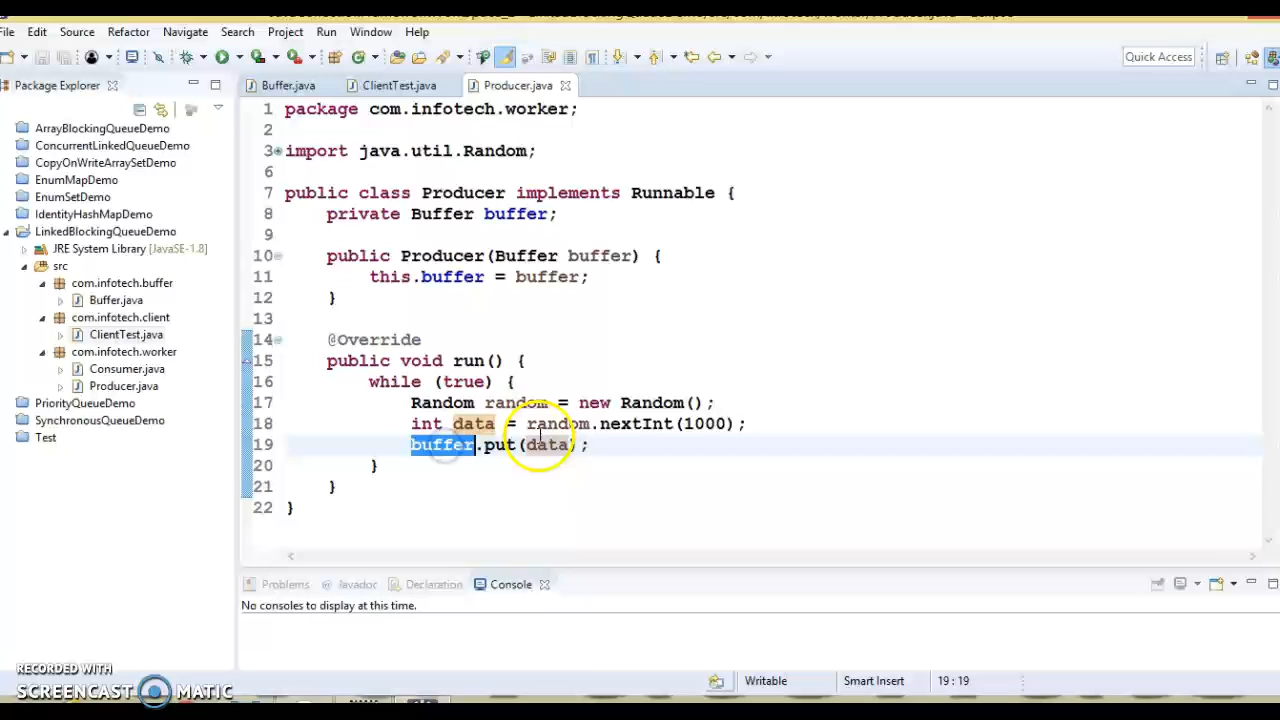 File Edit Source Refactor Navigate Search Project Run Window Help
Quick Access
Package Explorer
Buffer.java
ClientTest.java
Producer.java
ArrayBlockingQueueDemo
ConcurrentLinkedQueueDemo
CopyOnWriteArraySetDemo
EnumMapDemo
EnumSetDemo
IdentityHashMapDemo
LinkedBlockingQueueDemo
JRE System Library [JavaSE-1.8]
src
com.infotech.buffer
Buffer.java
com.infotech.client
ClientTest.java
com.infotech.worker
Consumer.java
Producer.java
PriorityQueueDemo
SynchronousQueueDemo
Test
1 package com.infotech.worker;
2
3 import java.util.Random;
6
7 public class Producer implements Runnable {
8 private Buffer buffer;
9
10 public Producer(Buffer buffer) {
11 this.buffer = buffer;
12 }
13
14 @Override
15 public void run() {
16 while (true) {
17 Random random = new Random();
18 int data = random.nextInt(1000);
19 buffer.put(data);
20 }
21 }
22 }
Problems @ Javadoc Declaration Console
No consoles to display at this time.
Writable Smart Insert 19 : 19
RECORDED WITH
SCREENCAST MATIC